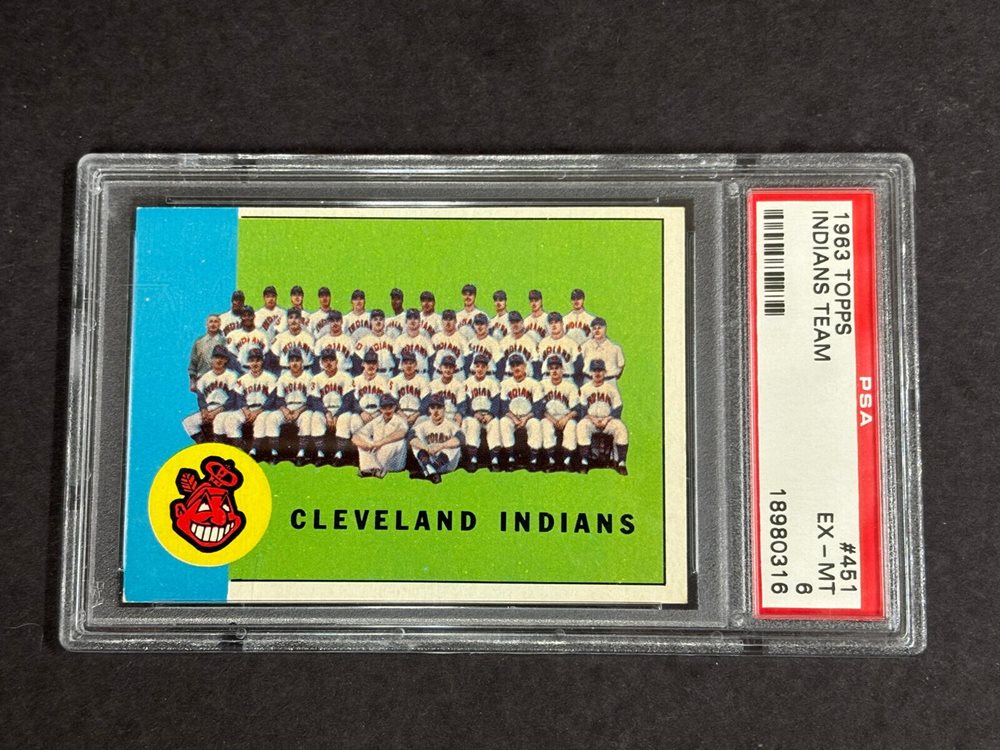 CLEVELAND INDIANS
1963 TOPPS
INDIANS TEAM
PSA
#451
EX - MT
6
18980316